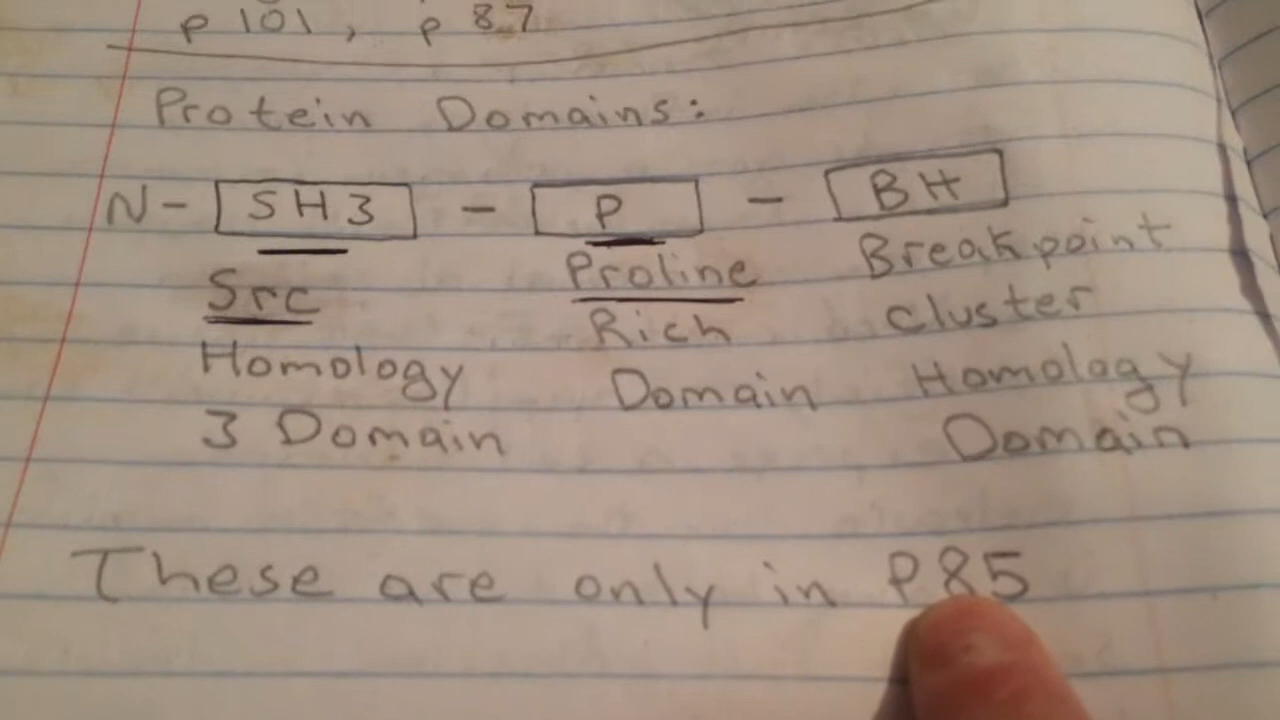 p 101, p 87
Protein Domains:
N- SH3 - P - BH
Src Homology 3 Domain
Proline Rich Domain
Breakpoint cluster Homology Domain
These are only in P85